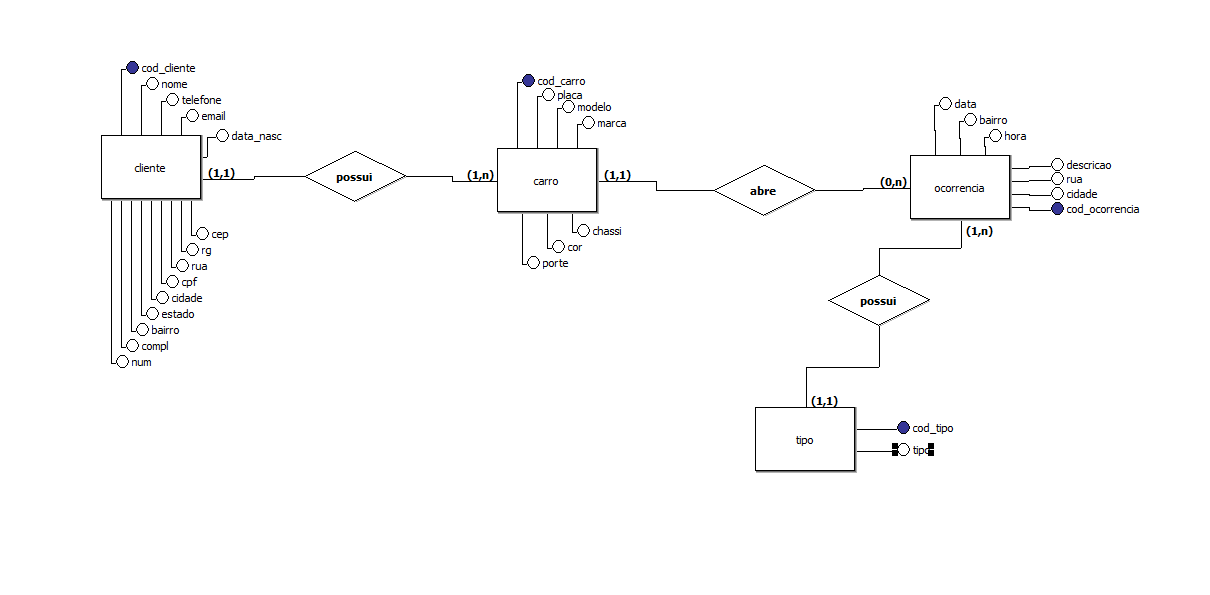 cod_cliente
nome
telefone
email
data_nasc
cliente
(1,1)
cep
rg
rua
cpf
cidade
estado
bairro
compl
num
possui
(1,n)
cod_carro
placa
modelo
marca
carro
(1,1)
chassi
cor
porte
abre
(0,n)
data
bairro
hora
ocorrencia
descricao
rua
cidade
cod_ocorrencia
(1,n)
possui
(1,1)
tipo
cod_tipo
tipo